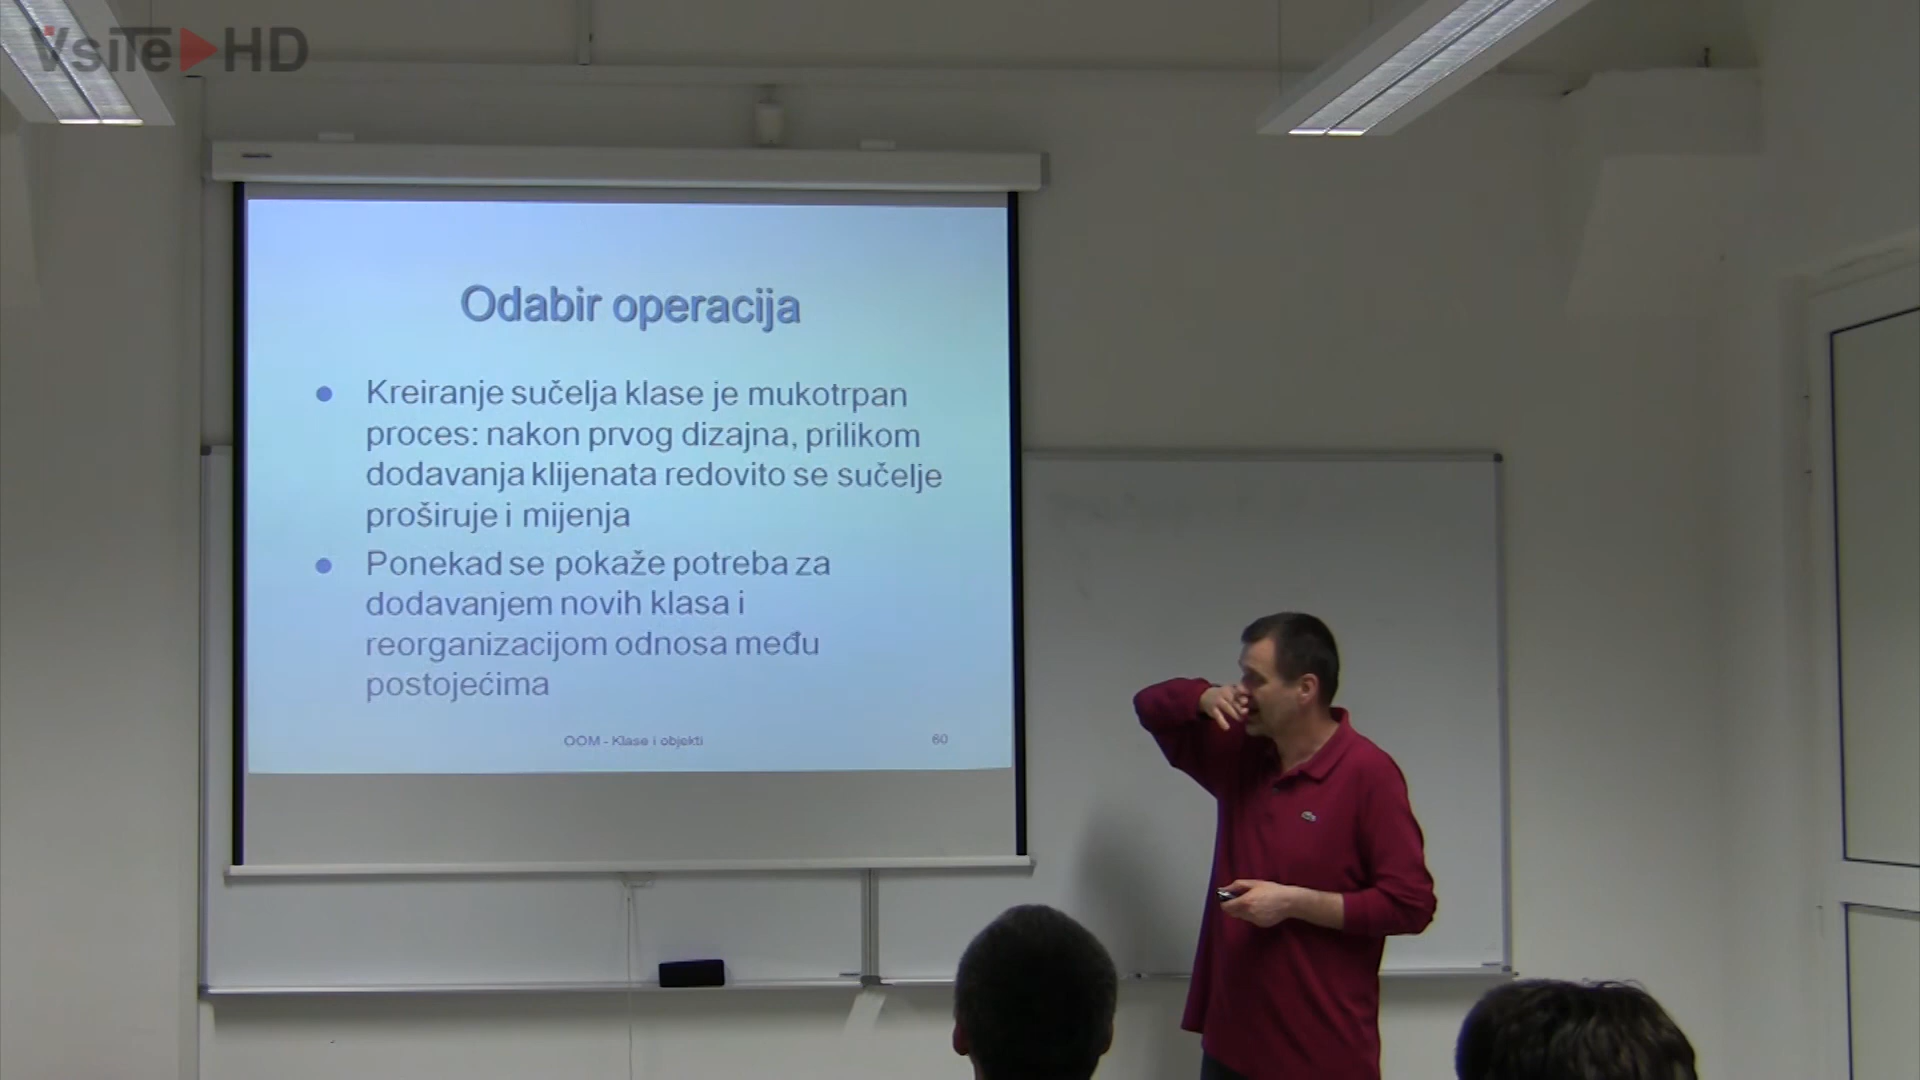 VsiTe HD
Odabir operacija
Kreiranje sučelja klase je mukotrpan
proces: nakon prvog dizajna, prilikom
dodavanja klijenata redovito se sučelje
proširuje i mijenja
Ponekad se pokaže potreba za
dodavanjem novih klasa i
reorganizacijom odnosa među
postojećima
OOM - Klase i objekti 60